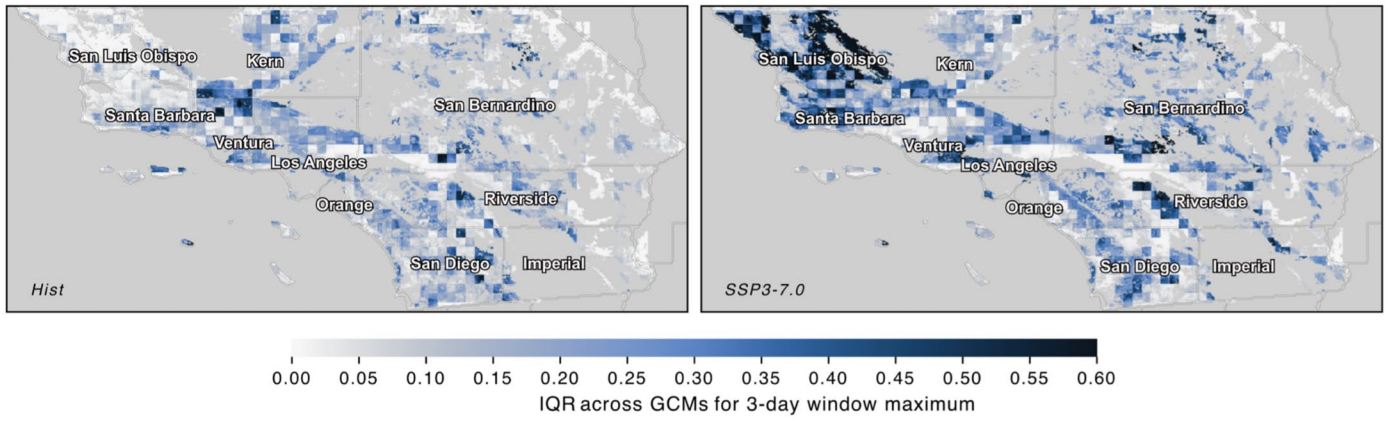 San Luis Obispo
Kern
San Bernardino
Santa Barbara
Ventura
Los Angeles
Riverside
Orange
San Diego
Imperial
Hist
San Luis Obispo
Kern
San Bernardino
Santa Barbara
Ventura
Los Angeles
Riverside
Orange
San Diego
Imperial
SSP3-7.0
0.00 0.05 0.10 0.15 0.20 0.25 0.30 0.35 0.40 0.45 0.50 0.55 0.60
IQR across GCMs for 3-day window maximum